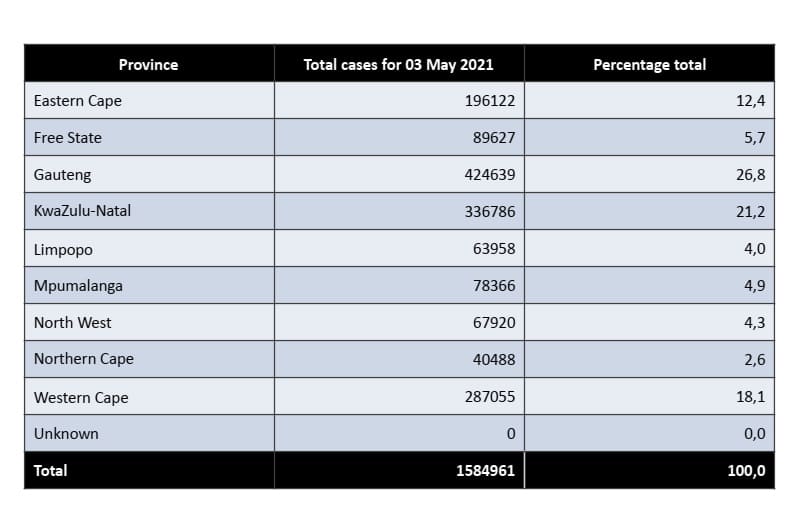 Province Total cases for 03 May 2021 Percentage total
Eastern Cape 196122 12,4
Free State 89627 5,7
Gauteng 424639 26,8
KwaZulu-Natal 336786 21,2
Limpopo 63958 4,0
Mpumalanga 78366 4,9
North West 67920 4,3
Northern Cape 40488 2,6
Western Cape 287055 18,1
Unknown 0 0,0
Total 1584961 100,0